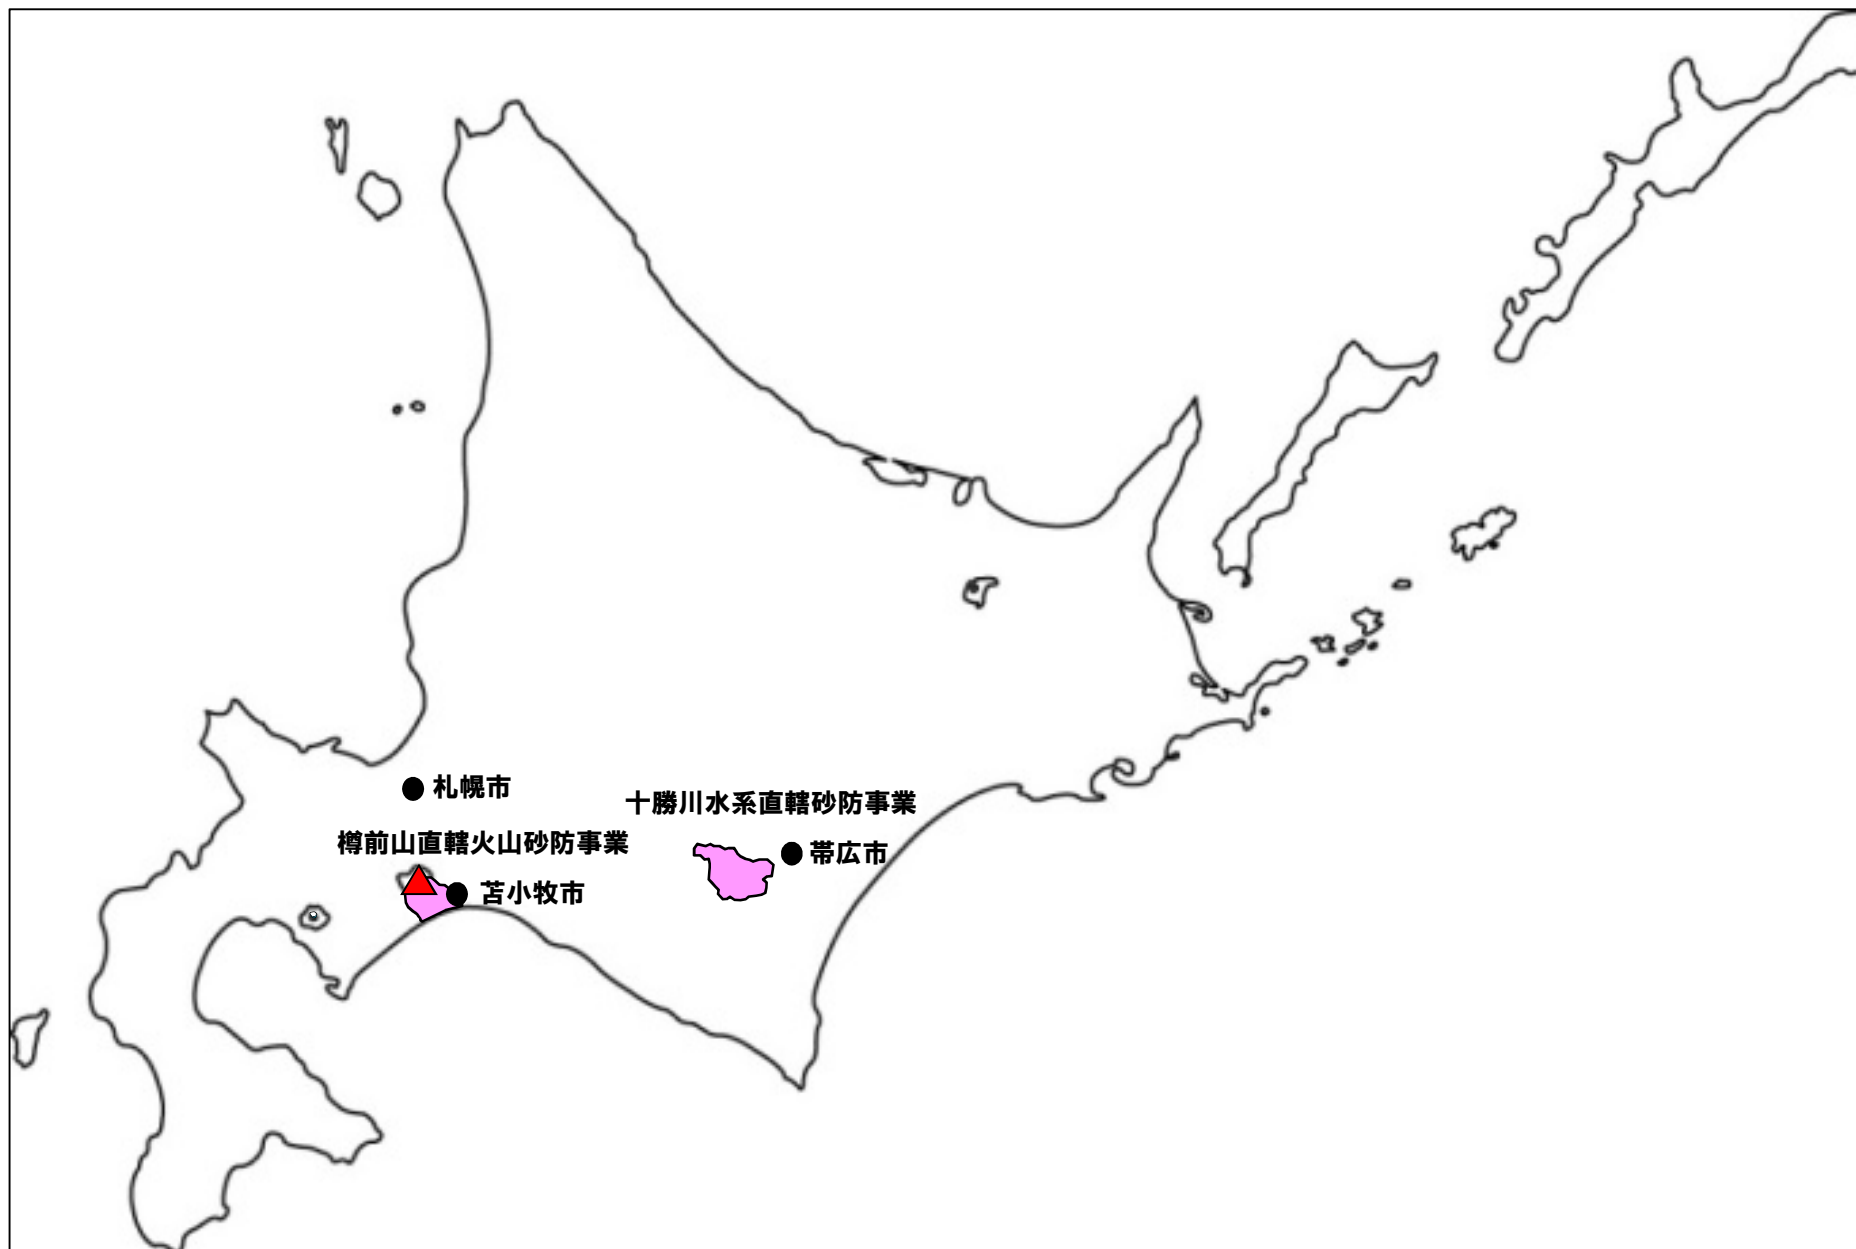 札幌市
十勝川水系直轄砂防事業
樽前山直轄火山砂防事業
帯広市
苫小牧市